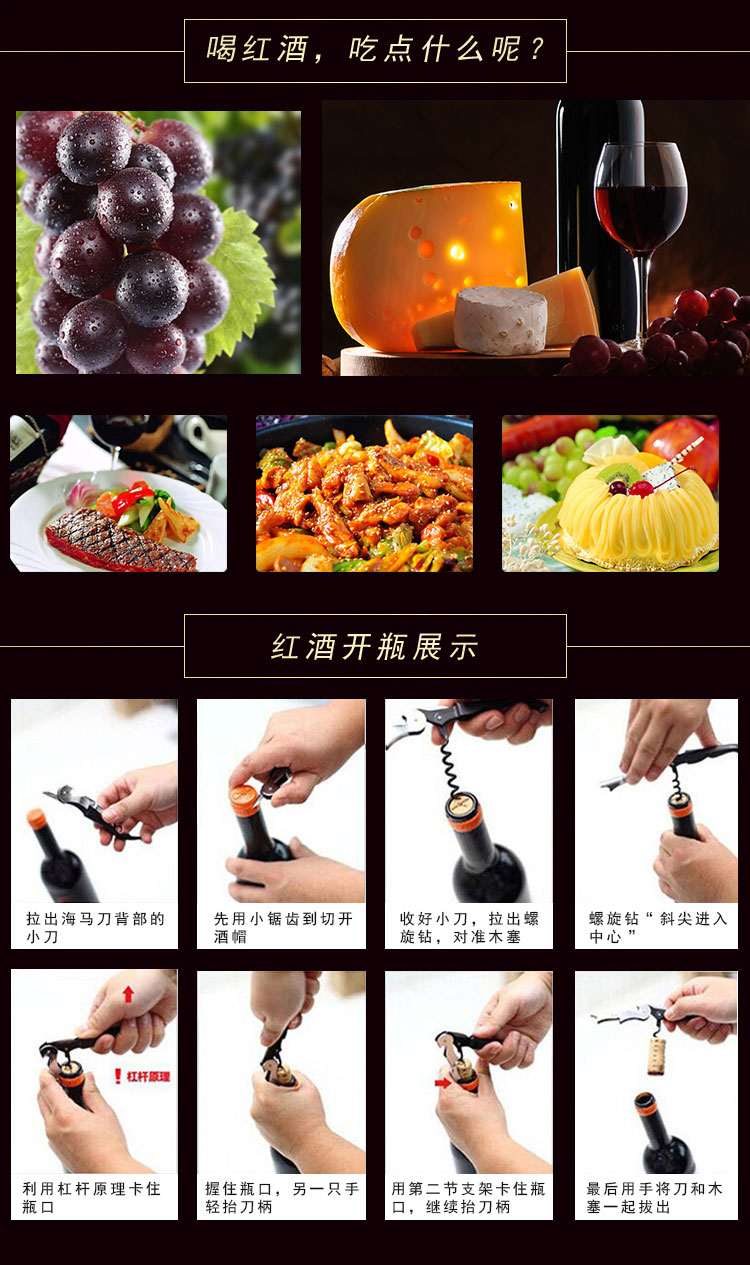 喝红酒，吃点什么呢？
红酒开瓶展示
拉出海马刀背部的
小刀
先用小锯齿到切开
酒帽
收好小刀，拉出螺
旋钻，对准木塞
螺旋钻“斜尖进入
中心”
！杠杆原理
利用杠杆原理卡住
瓶口
握住瓶口，另一只手
轻抬刀柄
用第二节支架卡住瓶
口，继续抬刀柄
最后用手将刀和木
塞一起拔出